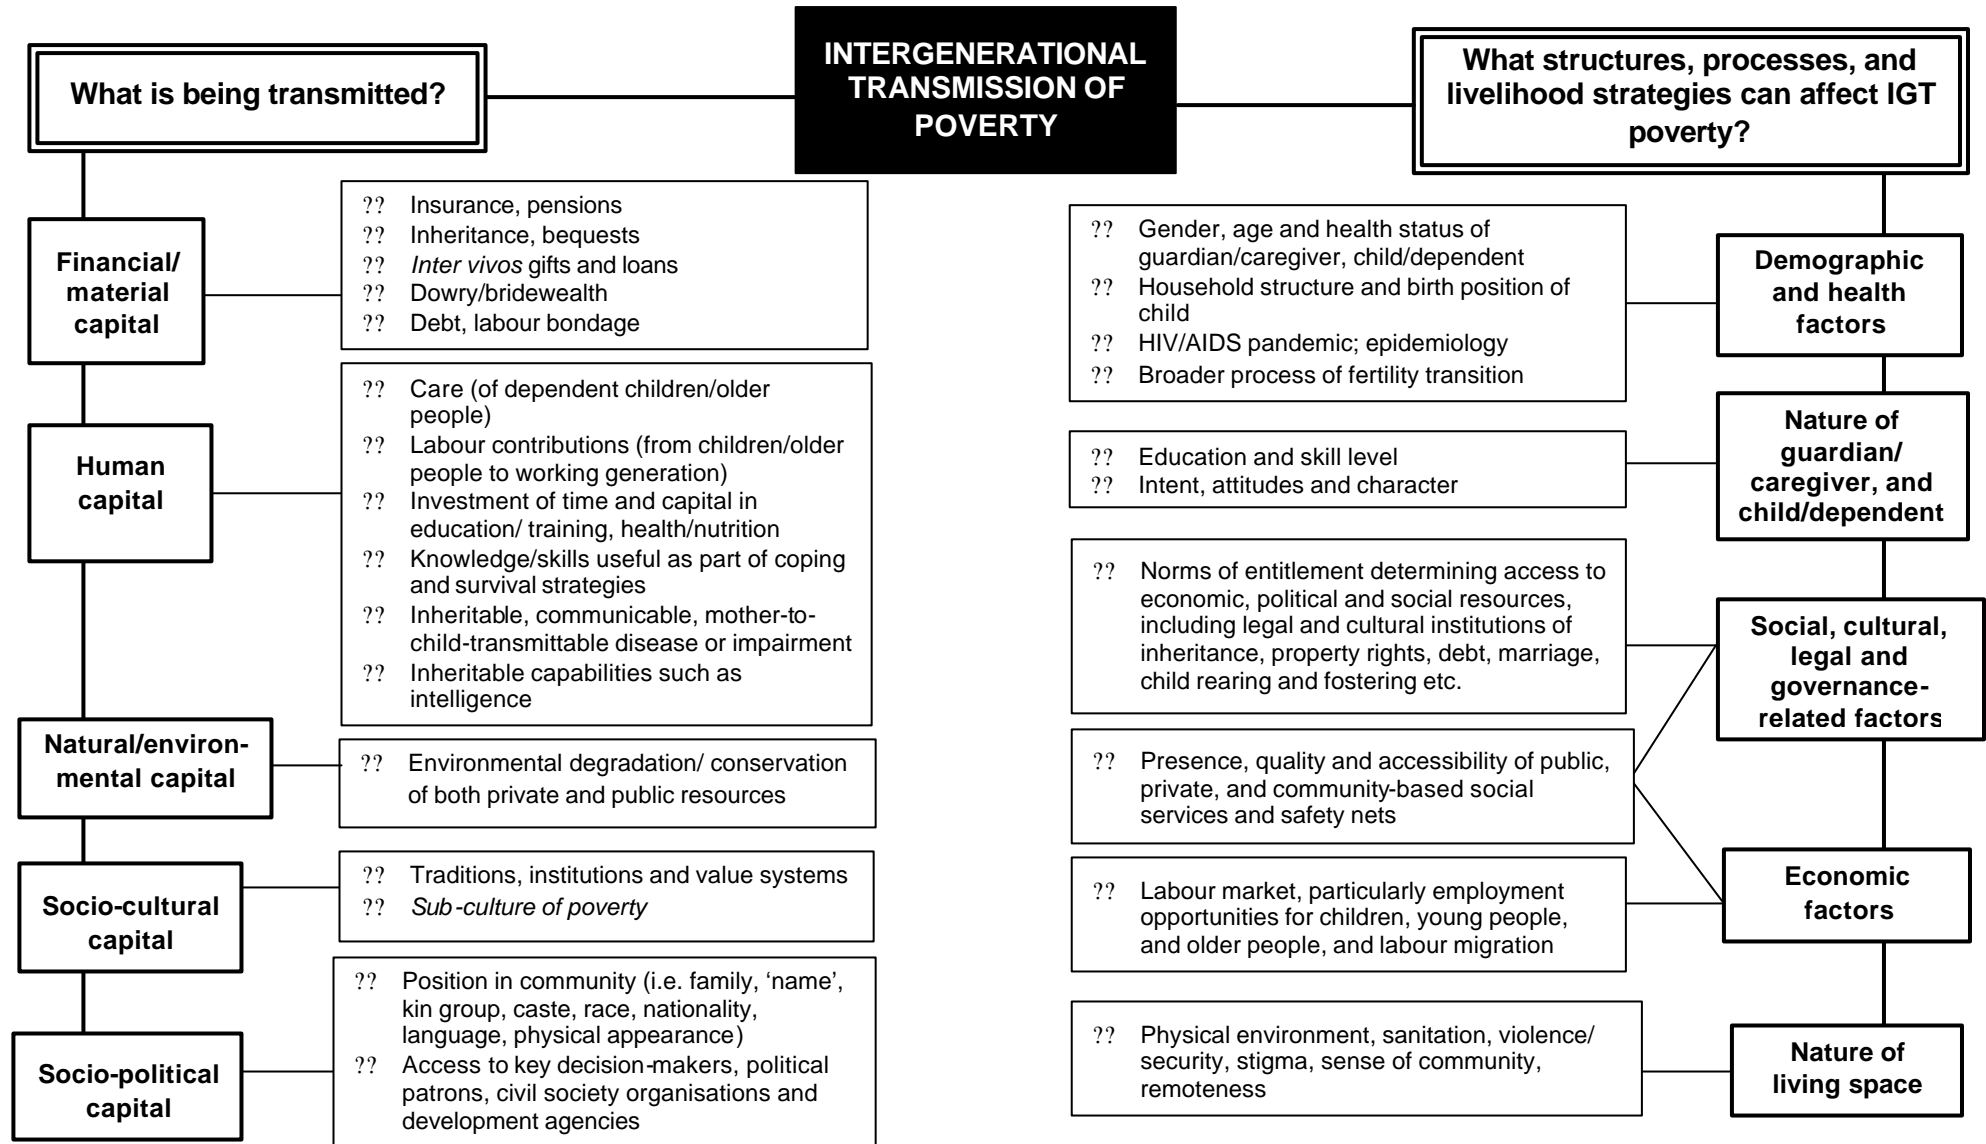 INTERGENERATIONAL
TRANSMISSION OF
POVERTY
What is being transmitted?
Financial/
material
capital
?? Insurance, pensions
?? Inheritance, bequests
?? Inter vivos gifts and loans
?? Dowry/bridewealth
?? Debt, labour bondage
Human
capital
?? Care (of dependent children/older
people)
?? Labour contributions (from children/older
people to working generation)
?? Investment of time and capital in
education/ training, health/nutrition
?? Knowledge/skills useful as part of coping
and survival strategies
?? Inheritable, communicable, mother-to-
child-transmittable disease or impairment
?? Inheritable capabilities such as
intelligence
Natural/environ-
mental capital
?? Environmental degradation/ conservation
of both private and public resources
Socio-cultural
capital
?? Traditions, institutions and value systems
?? Sub-culture of poverty
Socio-political
capital
?? Position in community (i.e. family, ‘name’,
kin group, caste, race, nationality,
language, physical appearance)
?? Access to key decision-makers, political
patrons, civil society organisations and
development agencies
What structures, processes, and
livelihood strategies can affect IGT
poverty?
?? Gender, age and health status of
guardian/caregiver, child/dependent
?? Household structure and birth position of
child
?? HIV/AIDS pandemic; epidemiology
?? Broader process of fertility transition
Demographic
and health
factors
?? Education and skill level
?? Intent, attitudes and character
Nature of
guardian/
caregiver, and
child/dependent
?? Norms of entitlement determining access to
economic, political and social resources,
including legal and cultural institutions of
inheritance, property rights, debt, marriage,
child rearing and fostering etc.
Social, cultural,
legal and
governance-
related factors
?? Presence, quality and accessibility of public,
private, and community-based social
services and safety nets
?? Labour market, particularly employment
opportunities for children, young people,
and older people, and labour migration
Economic
factors
?? Physical environment, sanitation, violence/
security, stigma, sense of community,
remoteness
Nature of
living space